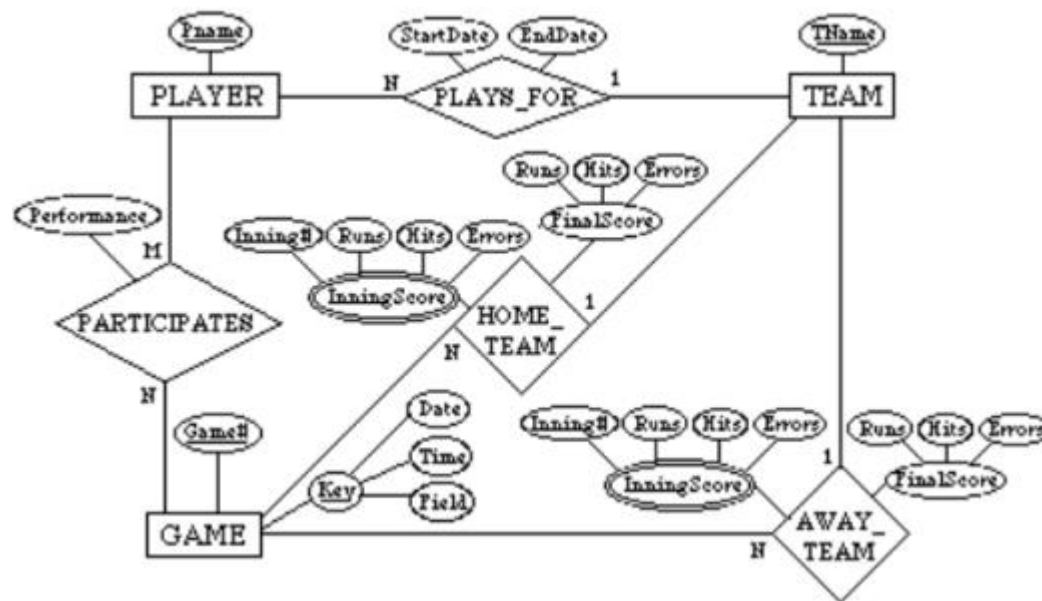 Pname
StartDate
EndDate
TName
PLAYER
N
PLAYS_FOR
1
TEAM
Runs
Hits
Errors
Performance
FinalScore
Inning#
Runs
Hits
Errors
M
InningScore
1
HOME_
TEAM
N
PARTICIPATES
N
Date
Game#
Time
Key
Field
Inning#
Runs
Hits
Errors
Runs
Hits
Errors
1
InningScore
FinalScore
GAME
N
AWAY_
TEAM